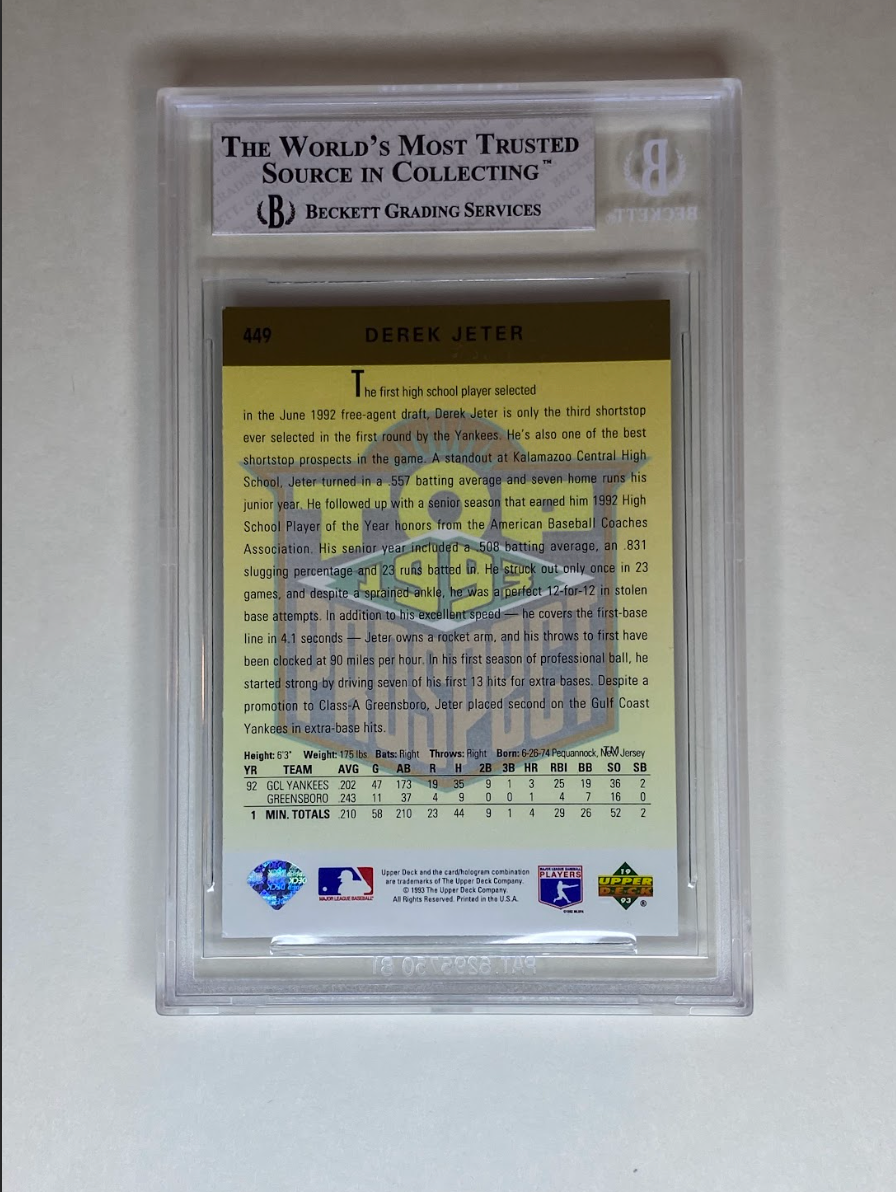 THE WORLD'S MOST TRUSTED
SOURCE IN COLLECTING™
B BECKETT GRADING SERVICES
B
BECKETT
449 DEREK JETER
The first high school player selected
in the June 1992 free-agent draft, Derek Jeter is only the third shortstop
ever selected in the first round by the Yankees. He's also one of the best
shortstop prospects in the game. A standout at Kalamazoo Central High
School, Jeter turned in a .557 batting average and seven home runs his
junior year. He followed up with a senior season that earned him 1992 High
School Player of the Year honors from the American Baseball Coaches
Association. His senior year included a .508 batting average, an .831
slugging percentage and 23 runs batted in. He struck out only once in 23
games, and despite a sprained ankle, he was a perfect 12-for-12 in stolen
base attempts. In addition to his excellent speed — he covers the first-base
line in 4.1 seconds — Jeter owns a rocket arm, and his throws to first have
been clocked at 90 miles per hour. In his first season of professional ball, he
started strong by driving seven of his first 13 hits for extra bases. Despite a
promotion to Class-A Greensboro, Jeter placed second on the Gulf Coast
Yankees in extra-base hits.
TOP
1993
PROSPECT
TM
Height: 6'3" Weight: 175 lbs Bats: Right Throws: Right Born: 6-26-74 Pequannock, New Jersey
YR TEAM AVG G AB R H 2B 3B HR RBI BB SO SB
92 GCL YANKEES .202 47 173 19 35 9 1 3 25 19 36 2
GREENSBORO .243 11 37 4 9 0 0 1 4 7 16 0
1 MIN. TOTALS .210 58 210 23 44 9 1 4 29 26 52 2
MAJOR LEAGUE BASEBALL
Upper Deck and the card/hologram combination
are trademarks of The Upper Deck Company.
© 1993 The Upper Deck Company.
All Rights Reserved. Printed in the U.S.A.
MAJOR LEAGUE BASEBALL
PLAYERS
19
UPPER
DECK
93
®